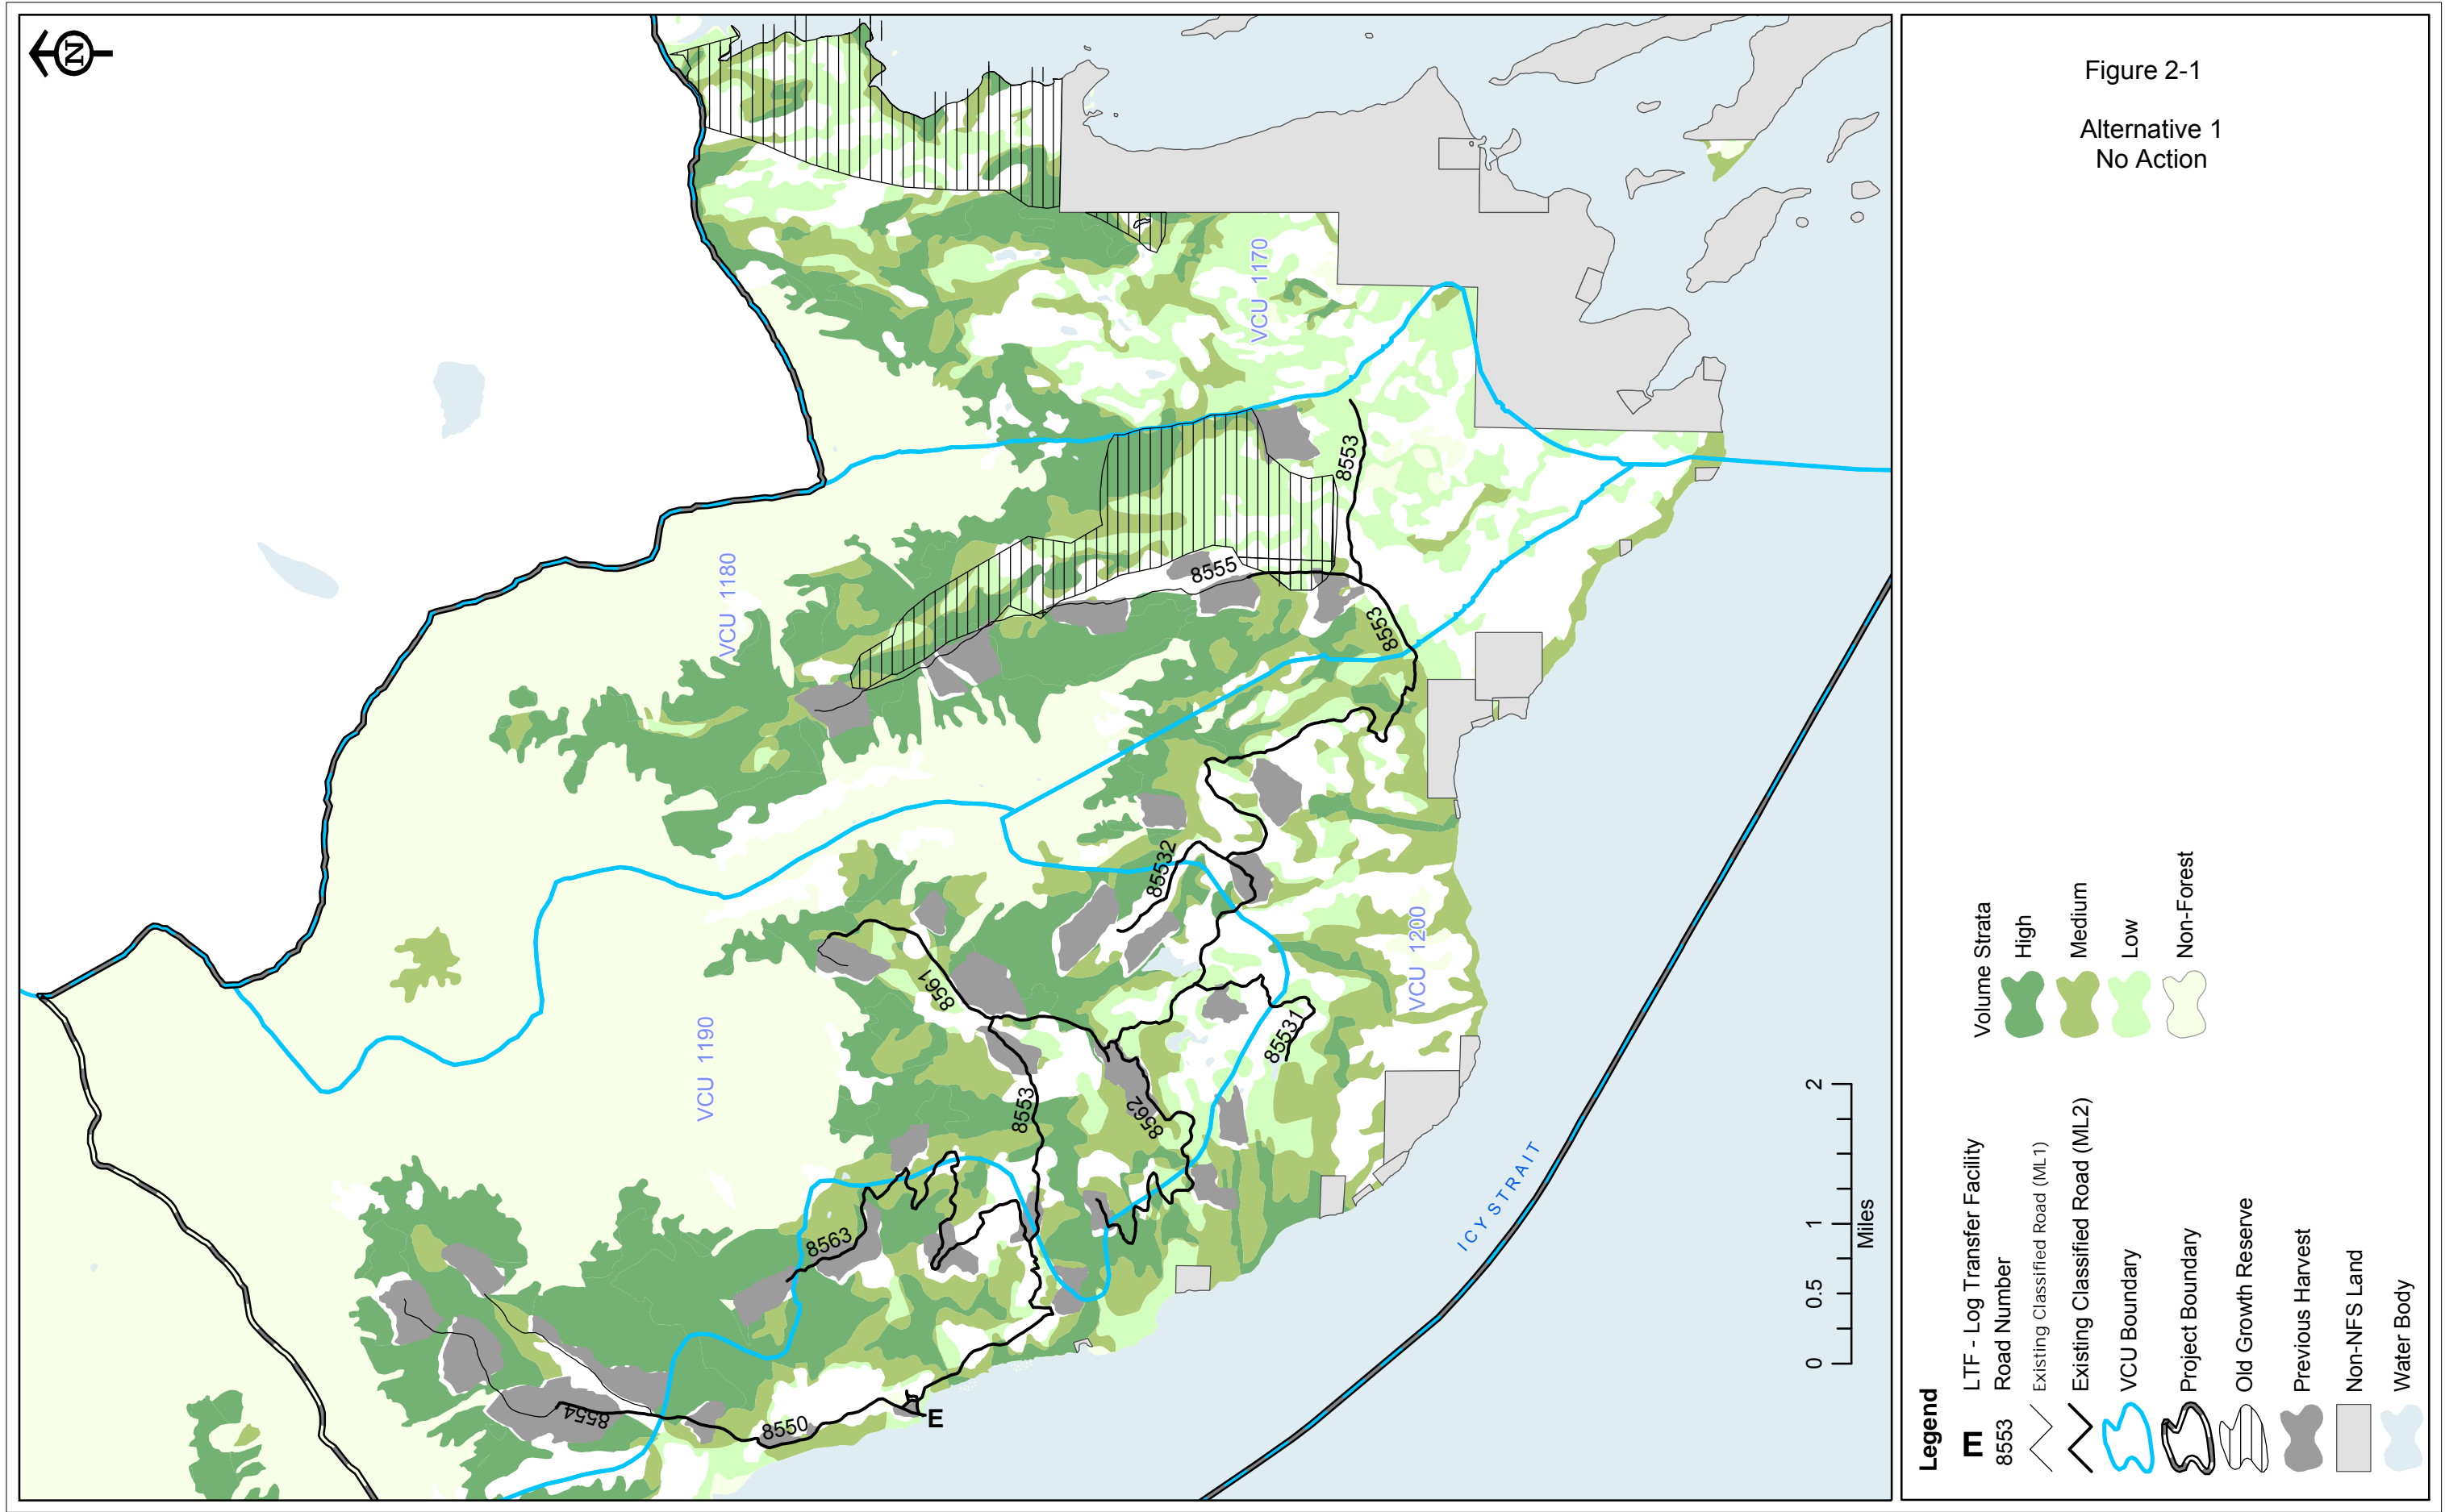 N
Figure 2-1
Alternative 1
No Action
VCU 1170
VCU 1180
VCU 1190
VCU 1200
8553
8555
8553
85532
8561
85531
8553
8562
8563
8554
8550
E
ICY STRAIT
0 0.5 1 2
Miles
Legend
E LTF - Log Transfer Facility
8553 Road Number
Existing Classified Road (ML1)
Existing Classified Road (ML2)
VCU Boundary
Project Boundary
Old Growth Reserve
Previous Harvest
Non-NFS Land
Water Body
Volume Strata
High
Medium
Low
Non-Forest